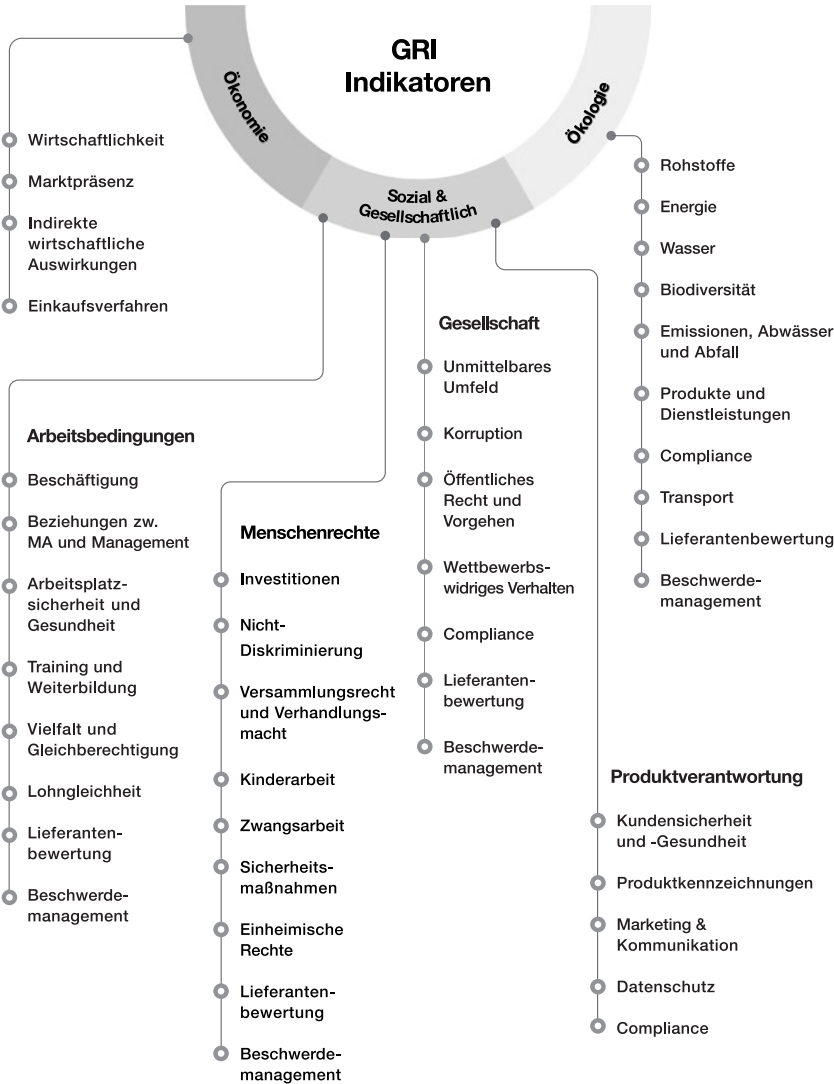 GRI
Indikatoren
Ökonomie
Sozial &
Gesellschaftlich
Ökologie
Wirtschaftlichkeit
Marktpräsenz
Indirekte
wirtschaftliche
Auswirkungen
Einkaufsverfahren
Arbeitsbedingungen
Beschäftigung
Beziehungen zw.
MA und Management
Arbeitsplatz-
sicherheit und
Gesundheit
Training und
Weiterbildung
Vielfalt und
Gleichberechtigung
Lohngleichheit
Lieferanten-
bewertung
Beschwerde-
management
Menschenrechte
Investitionen
Nicht-
Diskriminierung
Versammlungsrecht
und Verhandlungs-
macht
Kinderarbeit
Zwangsarbeit
Sicherheits-
maßnahmen
Einheimische
Rechte
Lieferanten-
bewertung
Beschwerde-
management
Gesellschaft
Unmittelbares
Umfeld
Korruption
Öffentliches
Recht und
Vorgehen
Wettbewerbs-
widriges Verhalten
Compliance
Lieferanten-
bewertung
Beschwerde-
management
Produktverantwortung
Kundensicherheit
und -Gesundheit
Produktkennzeichnungen
Marketing &
Kommunikation
Datenschutz
Compliance
Rohstoffe
Energie
Wasser
Biodiversität
Emissionen, Abwässer
und Abfall
Produkte und
Dienstleistungen
Compliance
Transport
Lieferantenbewertung
Beschwerde-
management